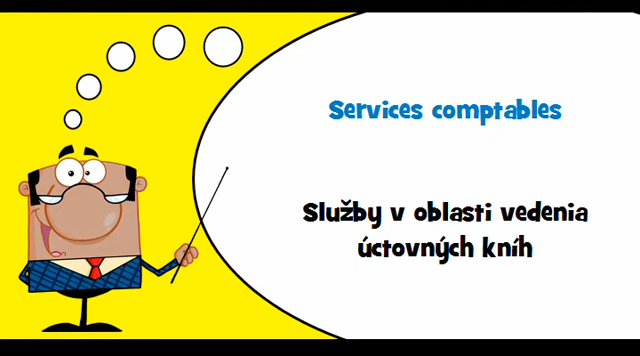 Services comptables
Služby v oblasti vedenia
účtovných kníh